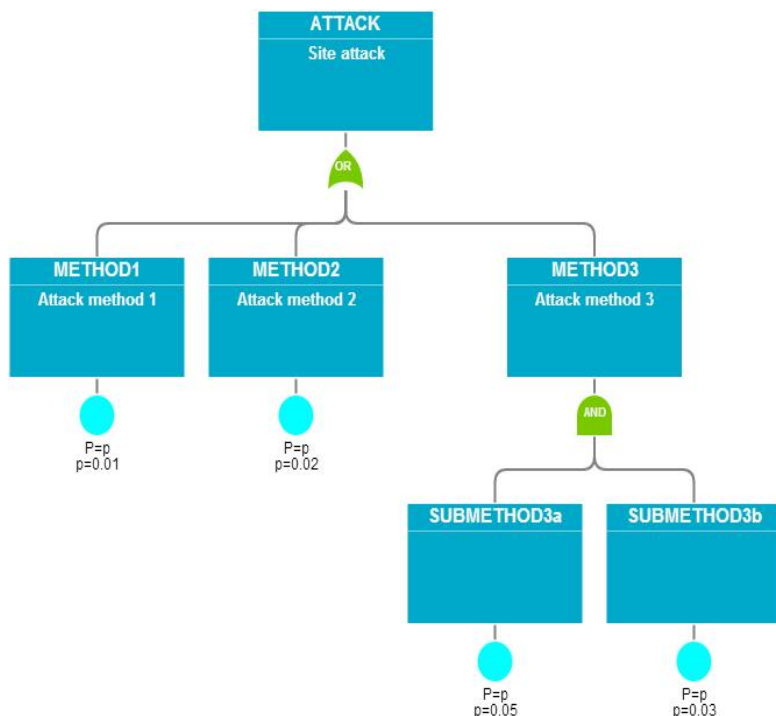 ATTACK
Site attack
OR
METHOD1
Attack method 1
METHOD2
Attack method 2
METHOD3
Attack method 3
P=p
p=0.01
P=p
p=0.02
AND
SUBMETHOD3a
SUBMETHOD3b
P=p
p=0.05
P=p
p=0.03